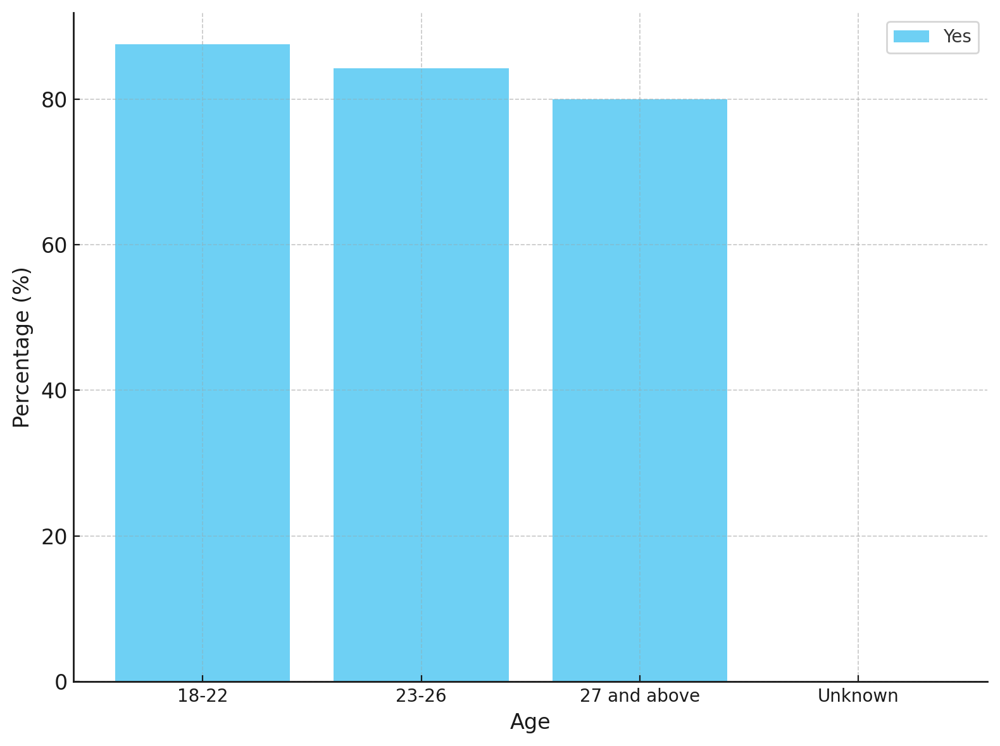 Yes
80
60
40
20
0
Percentage (%)
18-22
23-26
27 and above
Unknown
Age